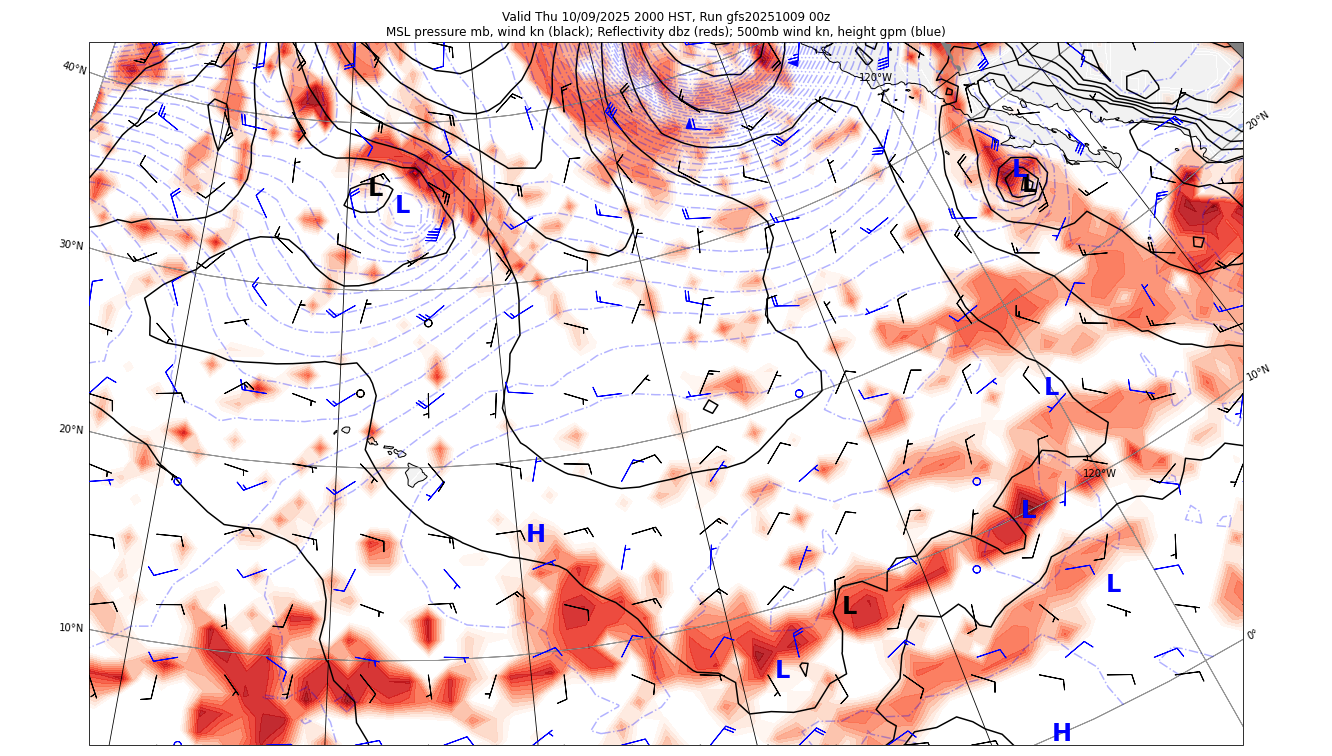 Valid Thu 10/09/2025 2000 HST, Run gfs20251009 00z
MSL pressure mb, wind kn (black); Reflectivity dbz (reds); 500mb wind kn, height gpm (blue)
40°N
120°W
20°N
L
L
L
L
30°N
10°N
L
20°N
120°W
L
H
L
L
10°N
0°
L
H